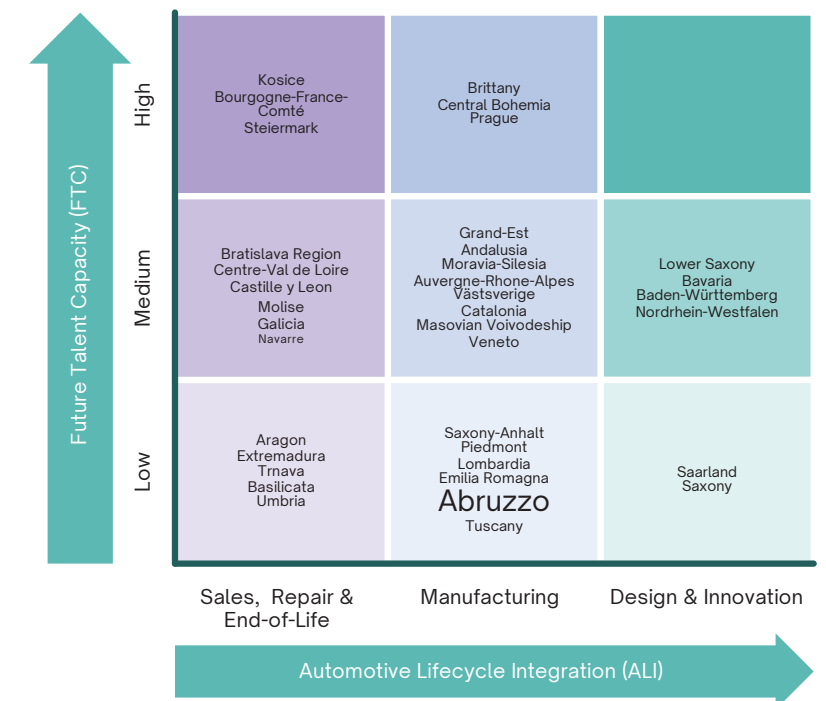 Future Talent Capacity (FTC)
High
Kosice
Bourgogne-France-
Comté
Steiermark
Brittany
Central Bohemia
Prague
Medium
Bratislava Region
Centre-Val de Loire
Castille y Leon
Molise
Galicia
Navarre
Grand-Est
Andalusia
Moravia-Silesia
Auvergne-Rhone-Alpes
Västsverige
Catalonia
Masovian Voivodeship
Veneto
Lower Saxony
Bavaria
Baden-Württemberg
Nordrhein-Westfalen
Low
Aragon
Extremadura
Trnava
Basilicata
Umbria
Saxony-Anhalt
Piedmont
Lombardia
Emilia Romagna
Abruzzo
Tuscany
Saarland
Saxony
Sales, Repair &
End-of-Life
Manufacturing
Design & Innovation
Automotive Lifecycle Integration (ALI)